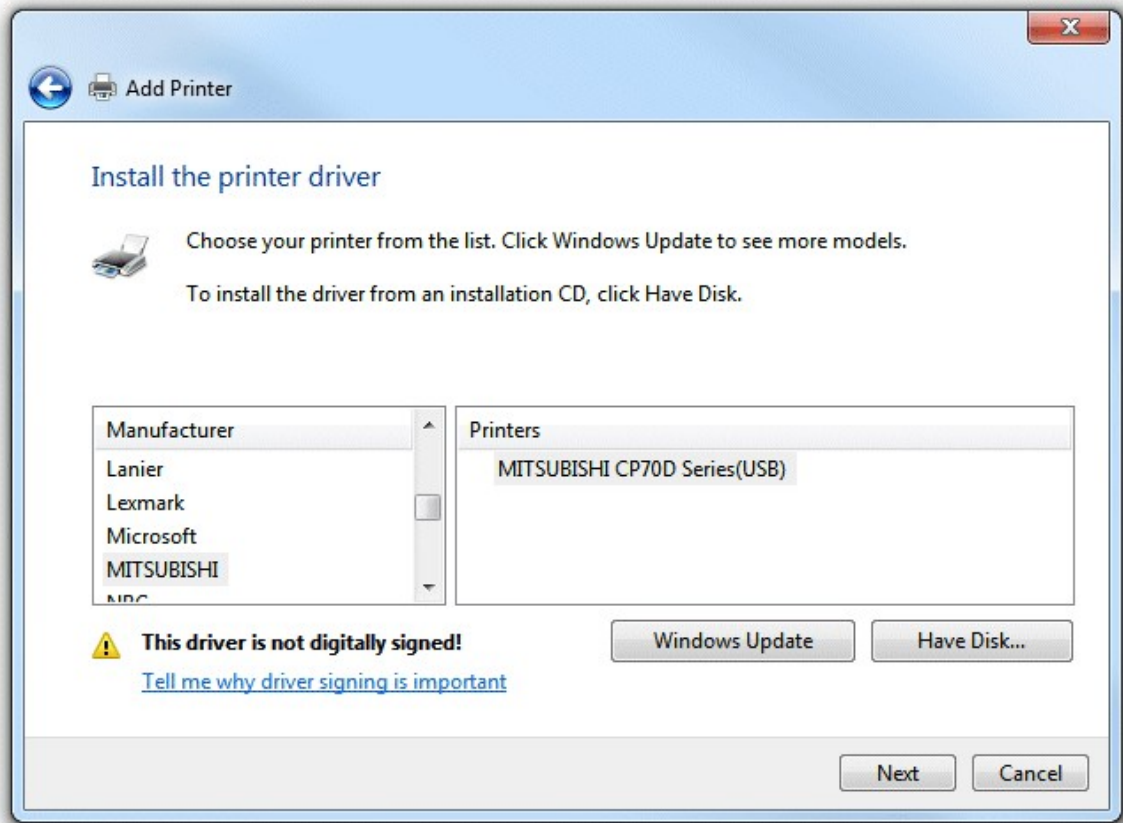 Add Printer
Install the printer driver
Choose your printer from the list. Click Windows Update to see more models.
To install the driver from an installation CD, click Have Disk.
Manufacturer
Lanier
Lexmark
Microsoft
MITSUBISHI
Printers
MITSUBISHI CP70D Series(USB)
This driver is not digitally signed!
Tell me why driver signing is important
Windows Update
Have Disk...
Next
Cancel